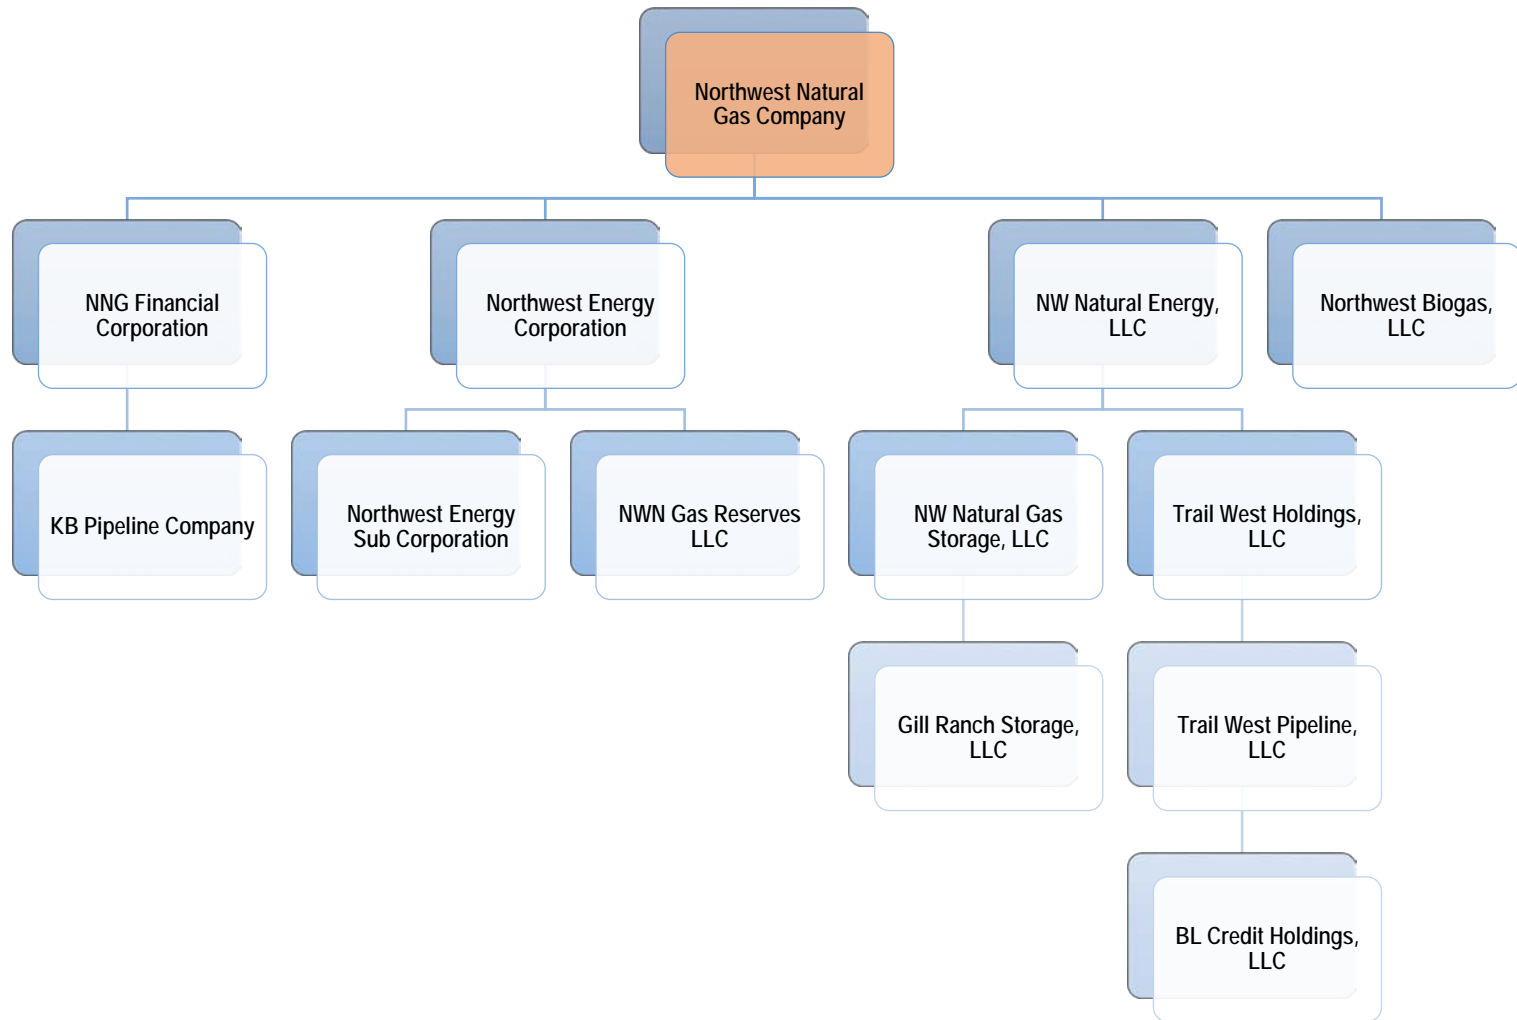 Northwest Natural
Gas Company
NNG Financial
Corporation
Northwest Energy
Corporation
NW Natural Energy,
LLC
Northwest Biogas,
LLC
KB Pipeline Company
Northwest Energy
Sub Corporation
NWN Gas Reserves
LLC
NW Natural Gas
Storage, LLC
Trail West Holdings,
LLC
Gill Ranch Storage,
LLC
Trail West Pipeline,
LLC
BL Credit Holdings,
LLC